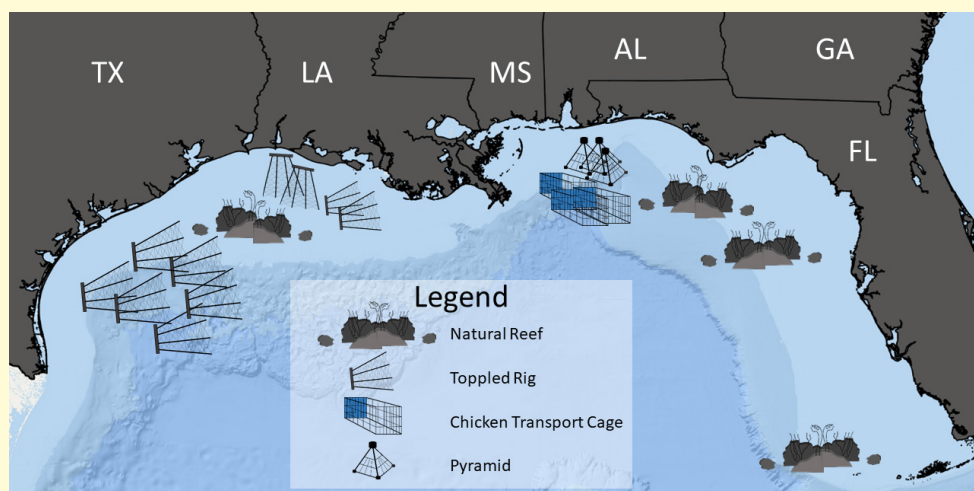 TX
LA
MS
AL
GA
FL
Legend
Natural Reef
Toppled Rig
Chicken Transport Cage
Pyramid